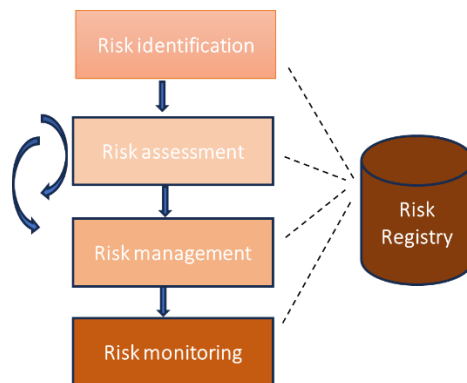 Risk identification
Risk assessment
Risk
Registry
Risk management
Risk monitoring